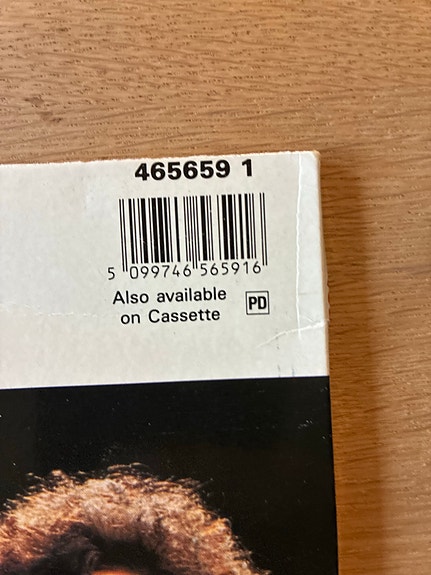 465659 1
5 099746 565916
Also available
on Cassette
PD